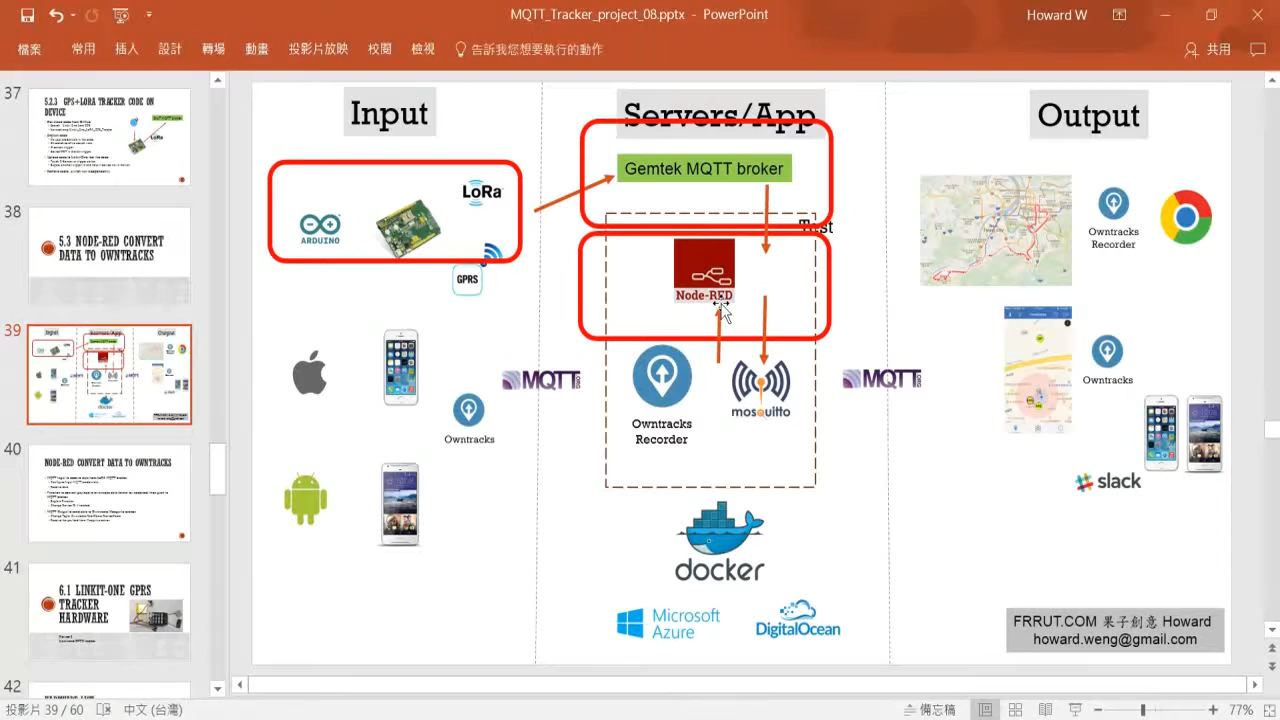 MQTT_Tracker_project_08.pptx - PowerPoint
Howard W
檔案 常用 插入 設計 轉場 動畫 投影片放映 校閱 檢視 告訴我您想要執行的動作 共用
37
5.2.3 GPS+LORA TRACKER CODE ON
DEVICE
38
5.3 NODE-RED CONVERT
DATA TO OWNTRACKS
39
40
NODE-RED CONVERT DATA TO OWNTRACKS
41
6.1 LINKIT-ONE GPRS
TRACKER
HARDWARE
42
Input
Servers/App
Output
LoRa
ARDUINO
GPRS
Gemtek MQTT broker
Test
Node-RED
MQTT
Owntracks
Owntracks
Recorder
mosquitto
MQTT
docker
Microsoft
Azure
DigitalOcean
Owntracks
Recorder
Owntracks
slack
FRRUT.COM 果子創意 Howard
howard.weng@gmail.com
投影片 39 / 60 中文 (台灣) 備忘稿 77%